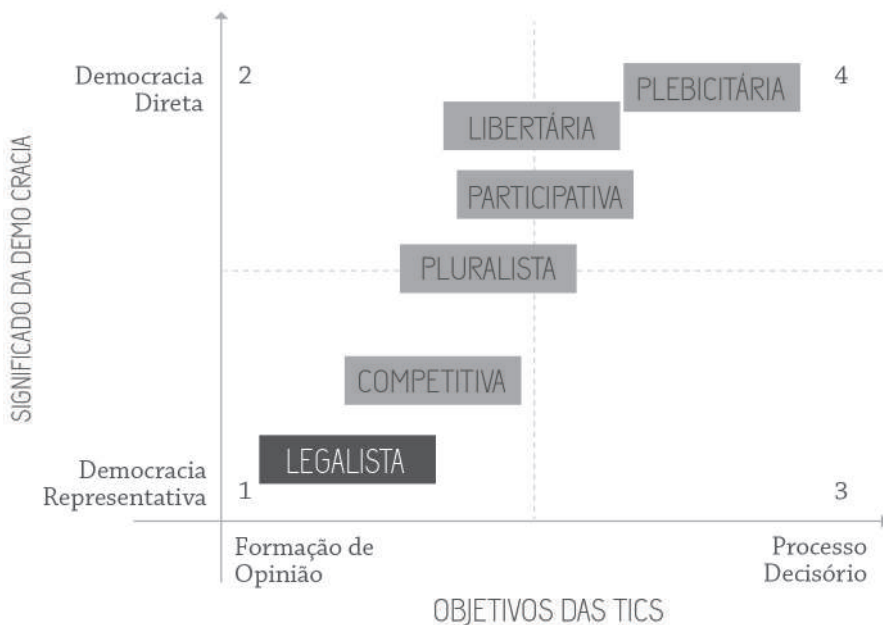 Democracia
Direta
2
4
PLEBICITÁRIA
LIBERTÁRIA
PARTICIPATIVA
PLURALISTA
COMPETITIVA
LEGALISTA
SIGNIFICADO DA DEMO CRACIA
Democracia
Representativa
1
3
Formação de
Opinião
Processo
Decisório
OBJETIVOS DAS TICS